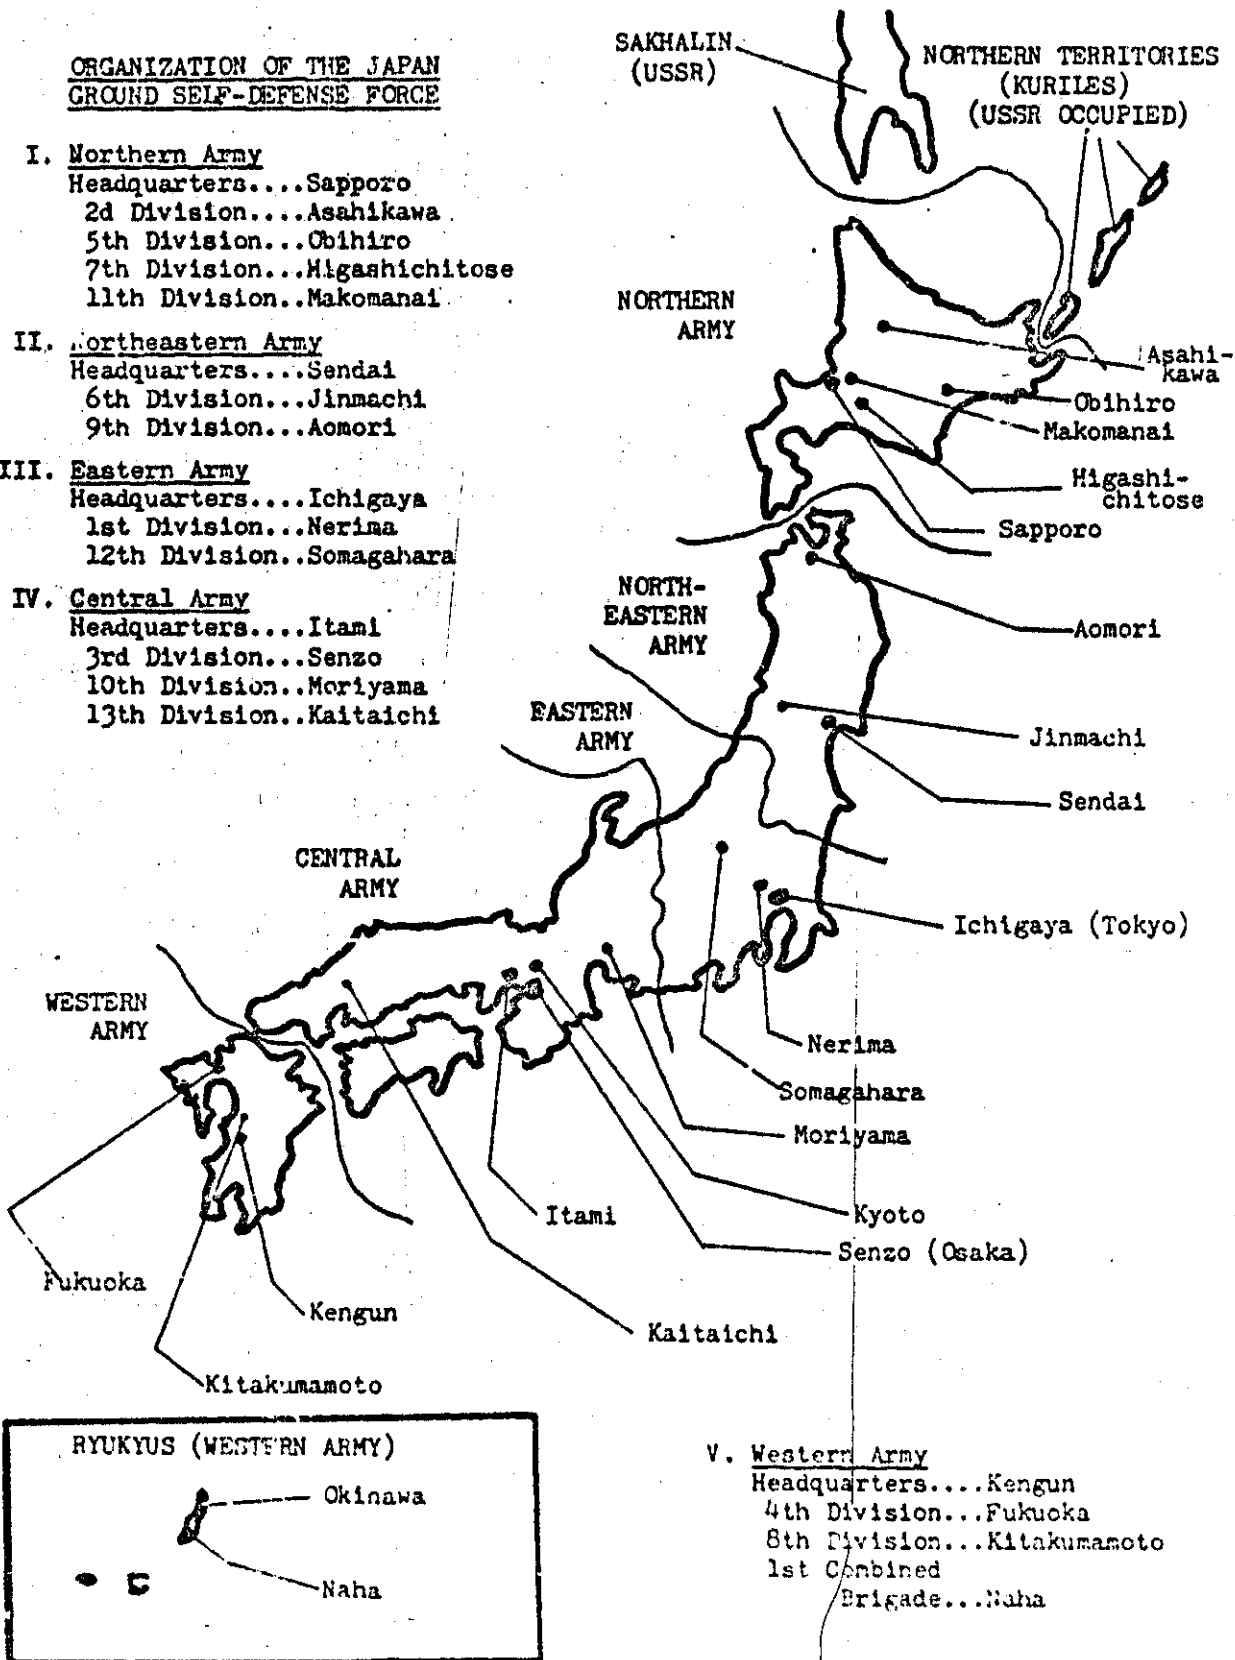 ORGANIZATION OF THE JAPAN
GROUND SELF-DEFENSE FORCE
I. Northern Army
Headquarters....Sapporo
2d Division....Asahikawa
5th Division...Obihiro
7th Division...Higashichitose
11th Division..Makomanai
II. Northeastern Army
Headquarters....Sendai
6th Division...Jinmachi
9th Division...Aomori
III. Eastern Army
Headquarters....Ichigaya
1st Division...Nerima
12th Division..Somagahara
IV. Central Army
Headquarters....Itami
3rd Division...Senzo
10th Division..Moriyama
13th Division..Kaitaichi
SAKHALIN
(USSR)
NORTHERN TERRITORIES
(KURILES)
(USSR OCCUPIED)
NORTHERN
ARMY
Asahi-
kawa
Obihiro
Makomanai
Higashi-
chitose
Sapporo
NORTH-
EASTERN
ARMY
Aomori
EASTERN
ARMY
Jinmachi
Sendai
CENTRAL
ARMY
Ichigaya (Tokyo)
WESTERN
ARMY
Nerima
Somagahara
Moriyama
Itami
Kyoto
Senzo (Osaka)
Fukuoka
Kengun
Kaitaichi
Kitakumamoto
RYUKYUS (WESTERN ARMY)
Okinawa
Naha
V. Western Army
Headquarters....Kengun
4th Division...Fukuoka
8th Division...Kitakumamoto
1st Combined
Brigade...Naha